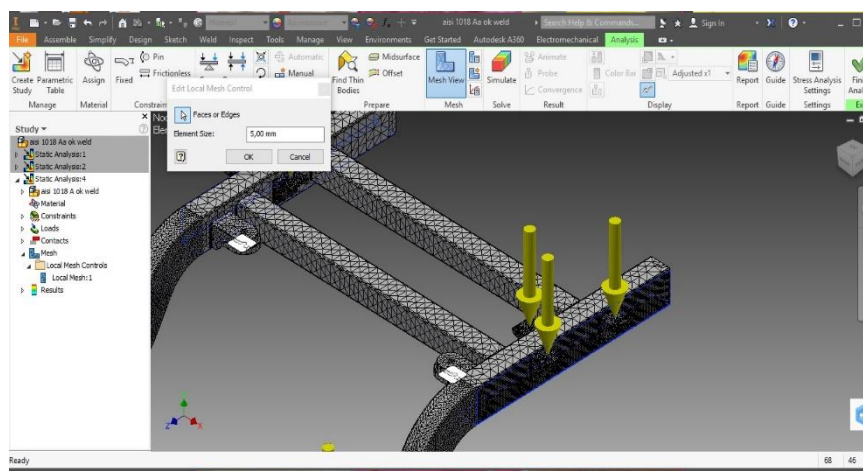 aisi 1018 Aa ok weld
Search Help & Commands...
Sign In
File Assemble Simplify Design Sketch Weld Inspect Tools Manage View Environments Get Started Autodesk A360 Electromechanical Analysis
Create Study
Parametric Table
Assign
Fixed
Pin
Frictionless
Automatic
Manual
Find Thin Bodies
Midsurface
Offset
Mesh View
Simulate
Animate
Probe
Convergence
Color Bar
Adjusted x1
Report
Guide
Stress Analysis Settings
Manage
Material
Prepare
Mesh
Solve
Result
Display
Report
Guide
Settings
Edit Local Mesh Control
Faces or Edges
Element Size:
5,00 mm
OK
Cancel
Study
aisi 1018 Aa ok weld
Static Analysis:1
Static Analysis:2
Static Analysis:4
aisi 1018 A ok weld
Material
Constraints
Loads
Contacts
Mesh
Local Mesh Controls
Local Mesh:1
Results
Ready
68 46